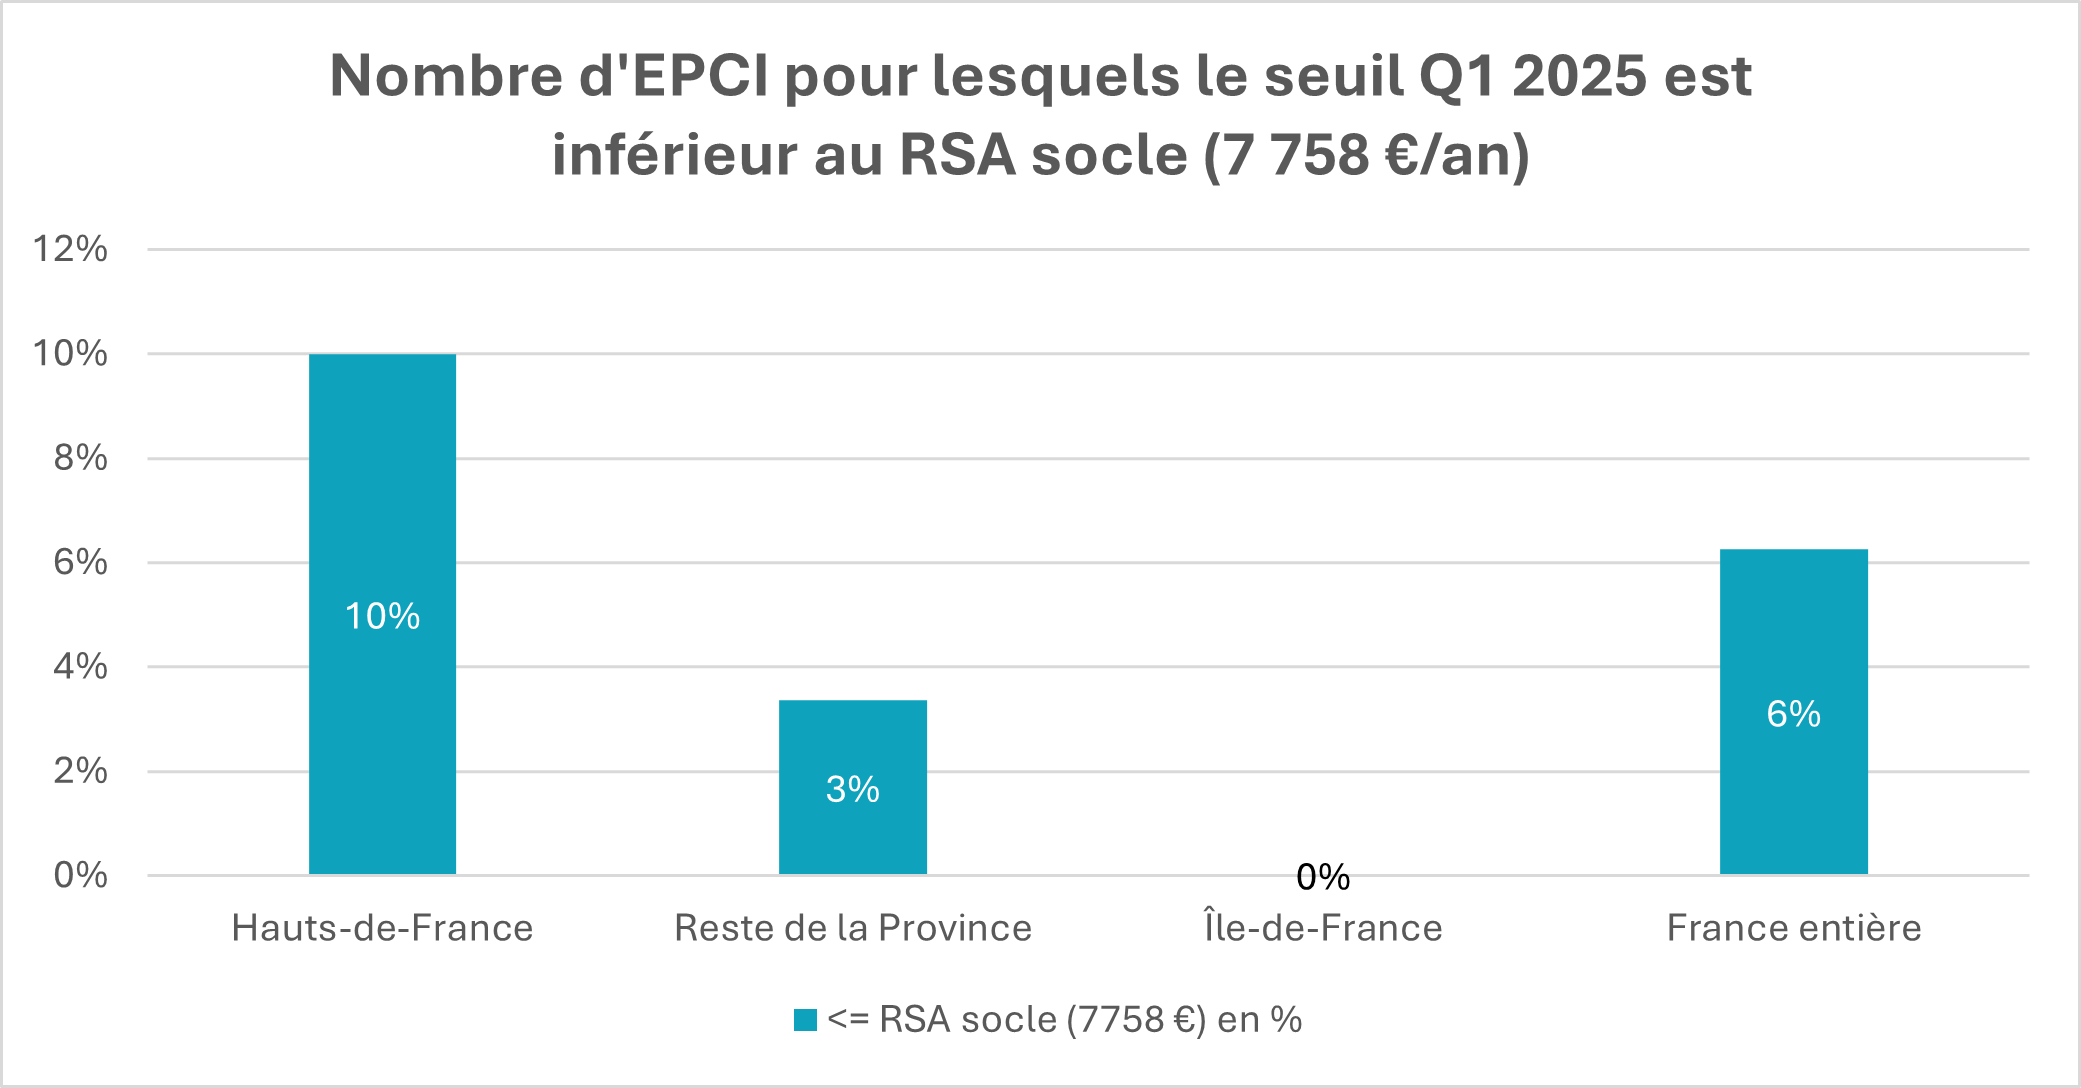 Nombre d'EPCI pour lesquels le seuil Q1 2025 est
inférieur au RSA socle (7 758 €/an)
12%
10%
8%
6%
4%
2%
0%
10%
3%
0%
6%
Hauts-de-France
Reste de la Province
Île-de-France
France entière
<= RSA socle (7758 €) en %